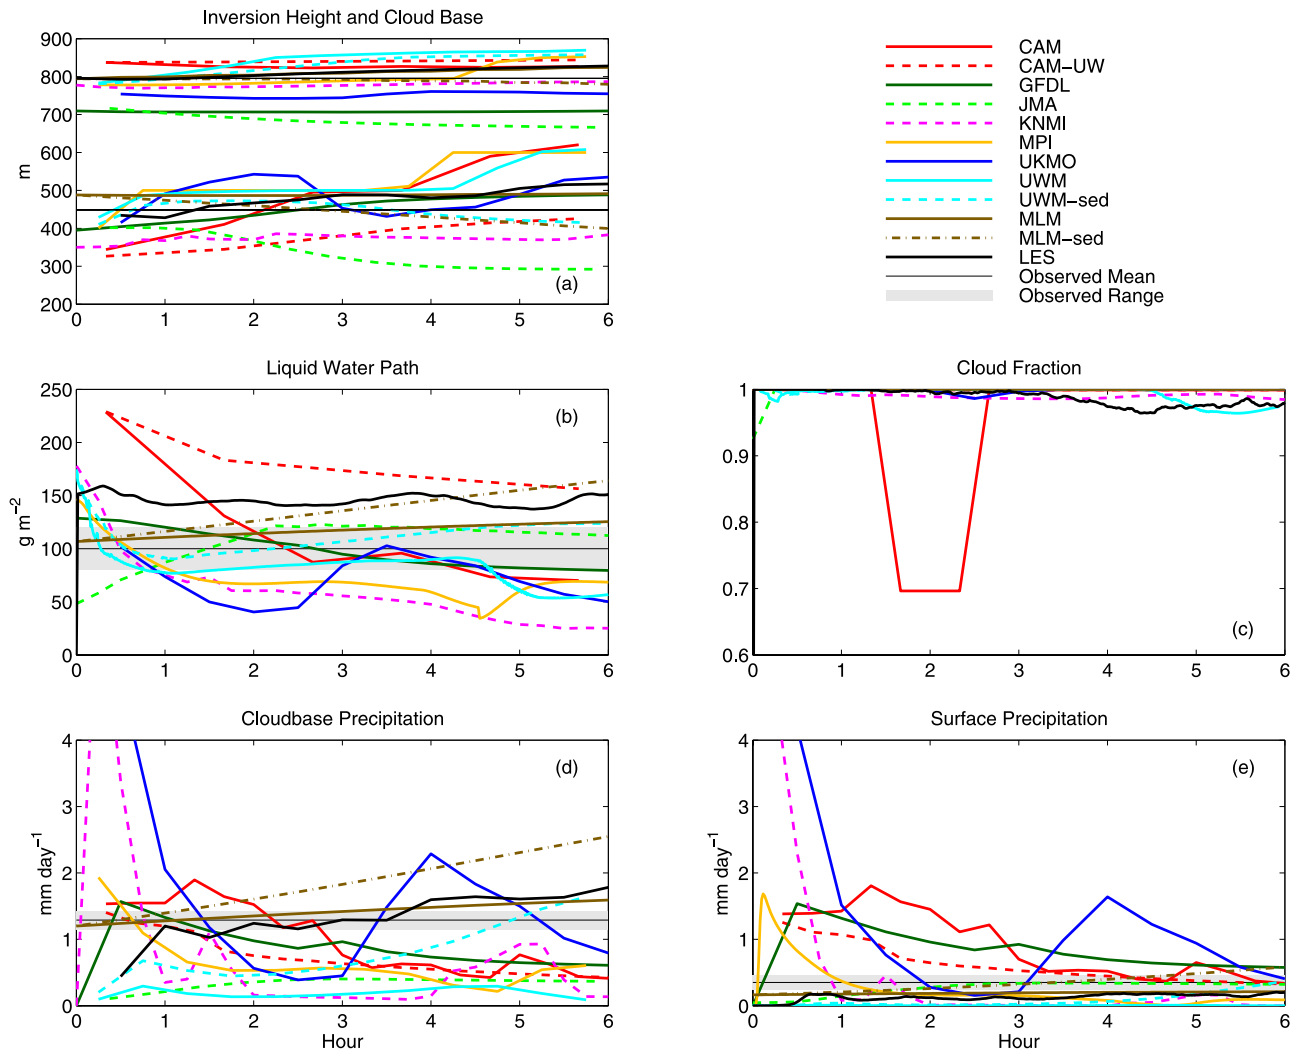 Inversion Height and Cloud Base
900
800
700
600
500
400
300
200
m
0 1 2 3 4 5 6
(a)
CAM
CAM-UW
GFDL
JMA
KNMI
MPI
UKMO
UWM
UWM-sed
MLM
MLM-sed
LES
Observed Mean
Observed Range
Liquid Water Path
250
200
150
100
50
0
g m⁻²
0 1 2 3 4 5 6
(b)
Cloud Fraction
1
0.9
0.8
0.7
0.6
0 1 2 3 4 5 6
(c)
Cloudbase Precipitation
4
3
2
1
0
mm day⁻¹
0 1 2 3 4 5 6
Hour
(d)
Surface Precipitation
4
3
2
1
0
mm day⁻¹
0 1 2 3 4 5 6
Hour
(e)